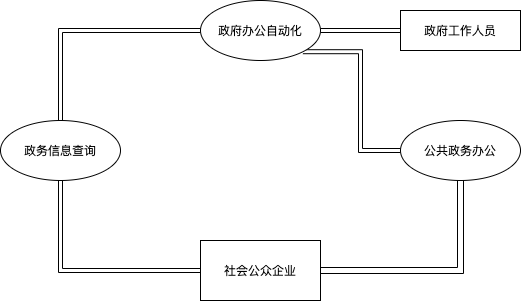 政府办公自动化
政府工作人员
政务信息查询
公共政务办公
社会公众企业